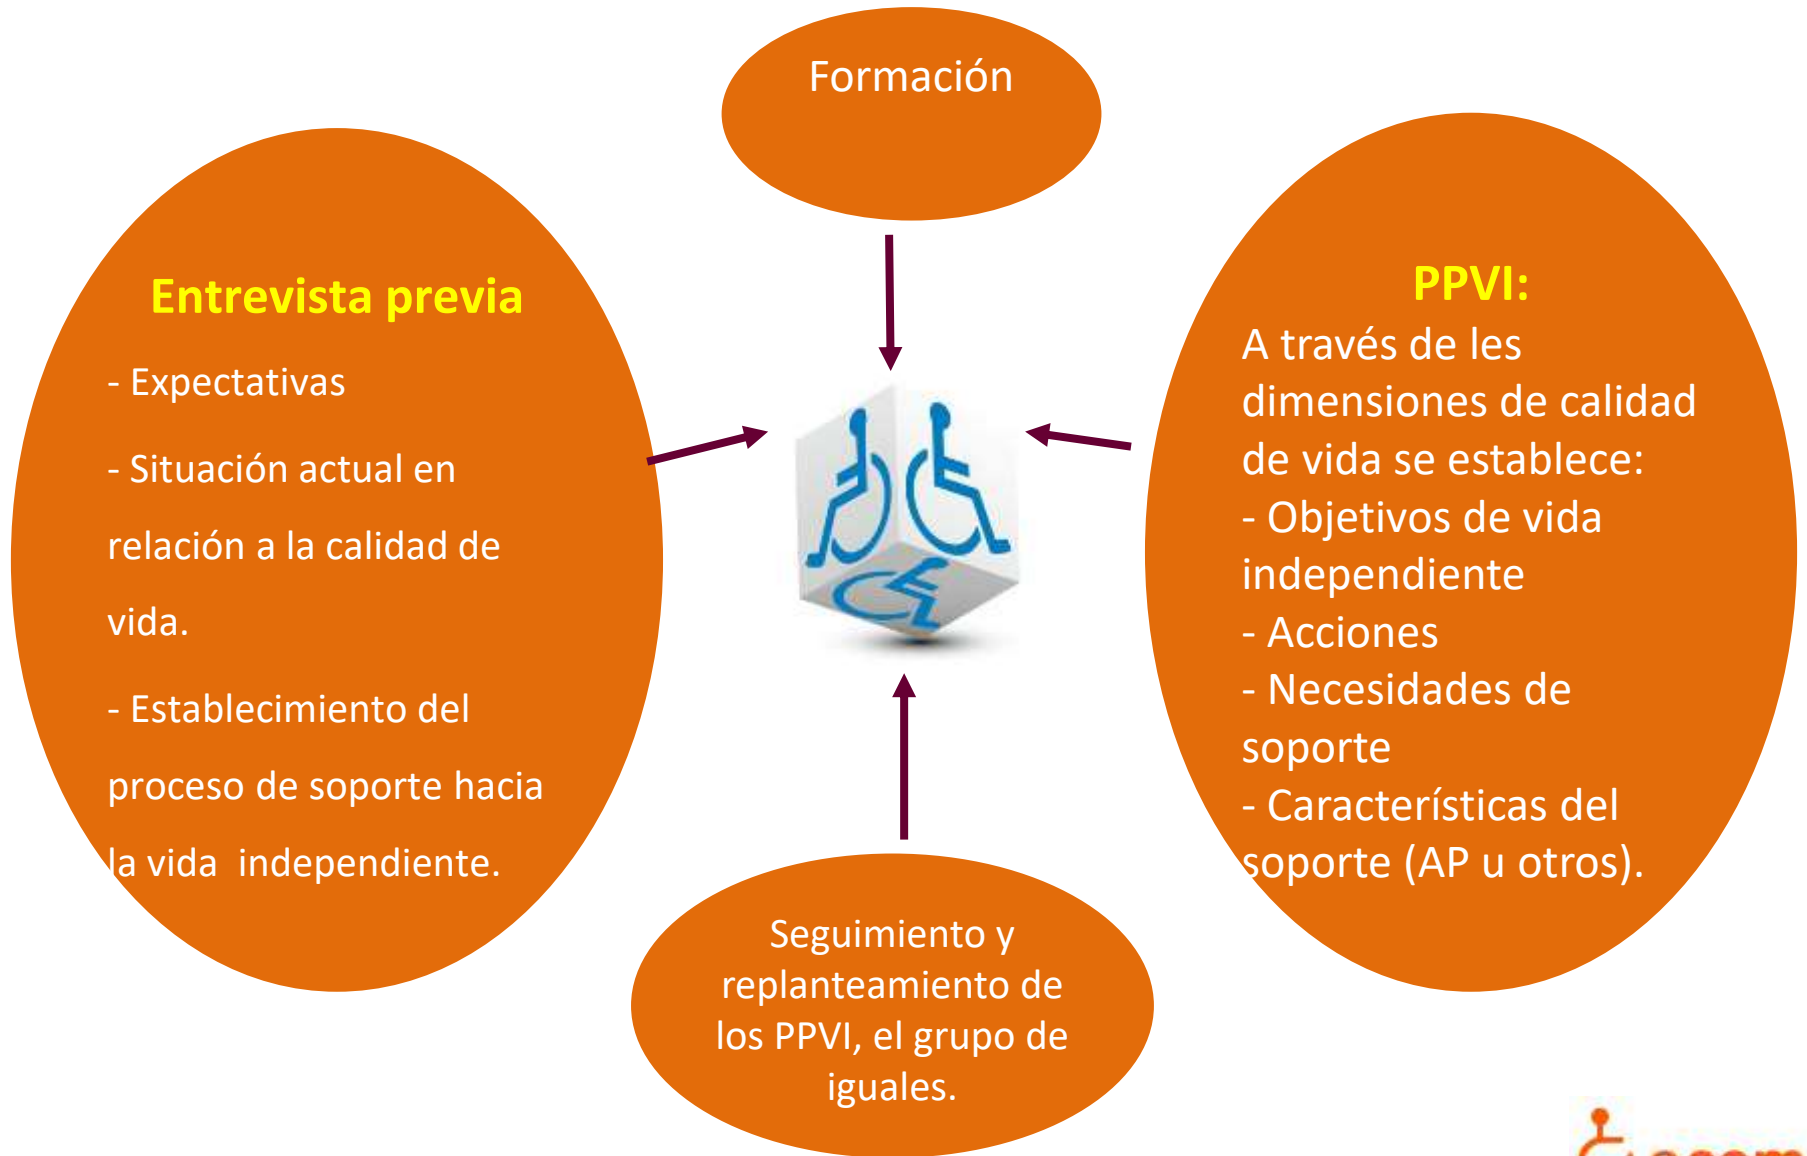 Formación
Entrevista previa
- Expectativas
- Situación actual en
relación a la calidad de
vida.
- Establecimiento del
proceso de soporte hacia
la vida  independiente.
PPVI:
A través de les
dimensiones de calidad
de vida se establece:
- Objetivos de vida
independiente
- Acciones
- Necesidades de
soporte
- Características del
soporte (AP u otros).
Seguimiento y
replanteamiento de
los PPVI, el grupo de
iguales.